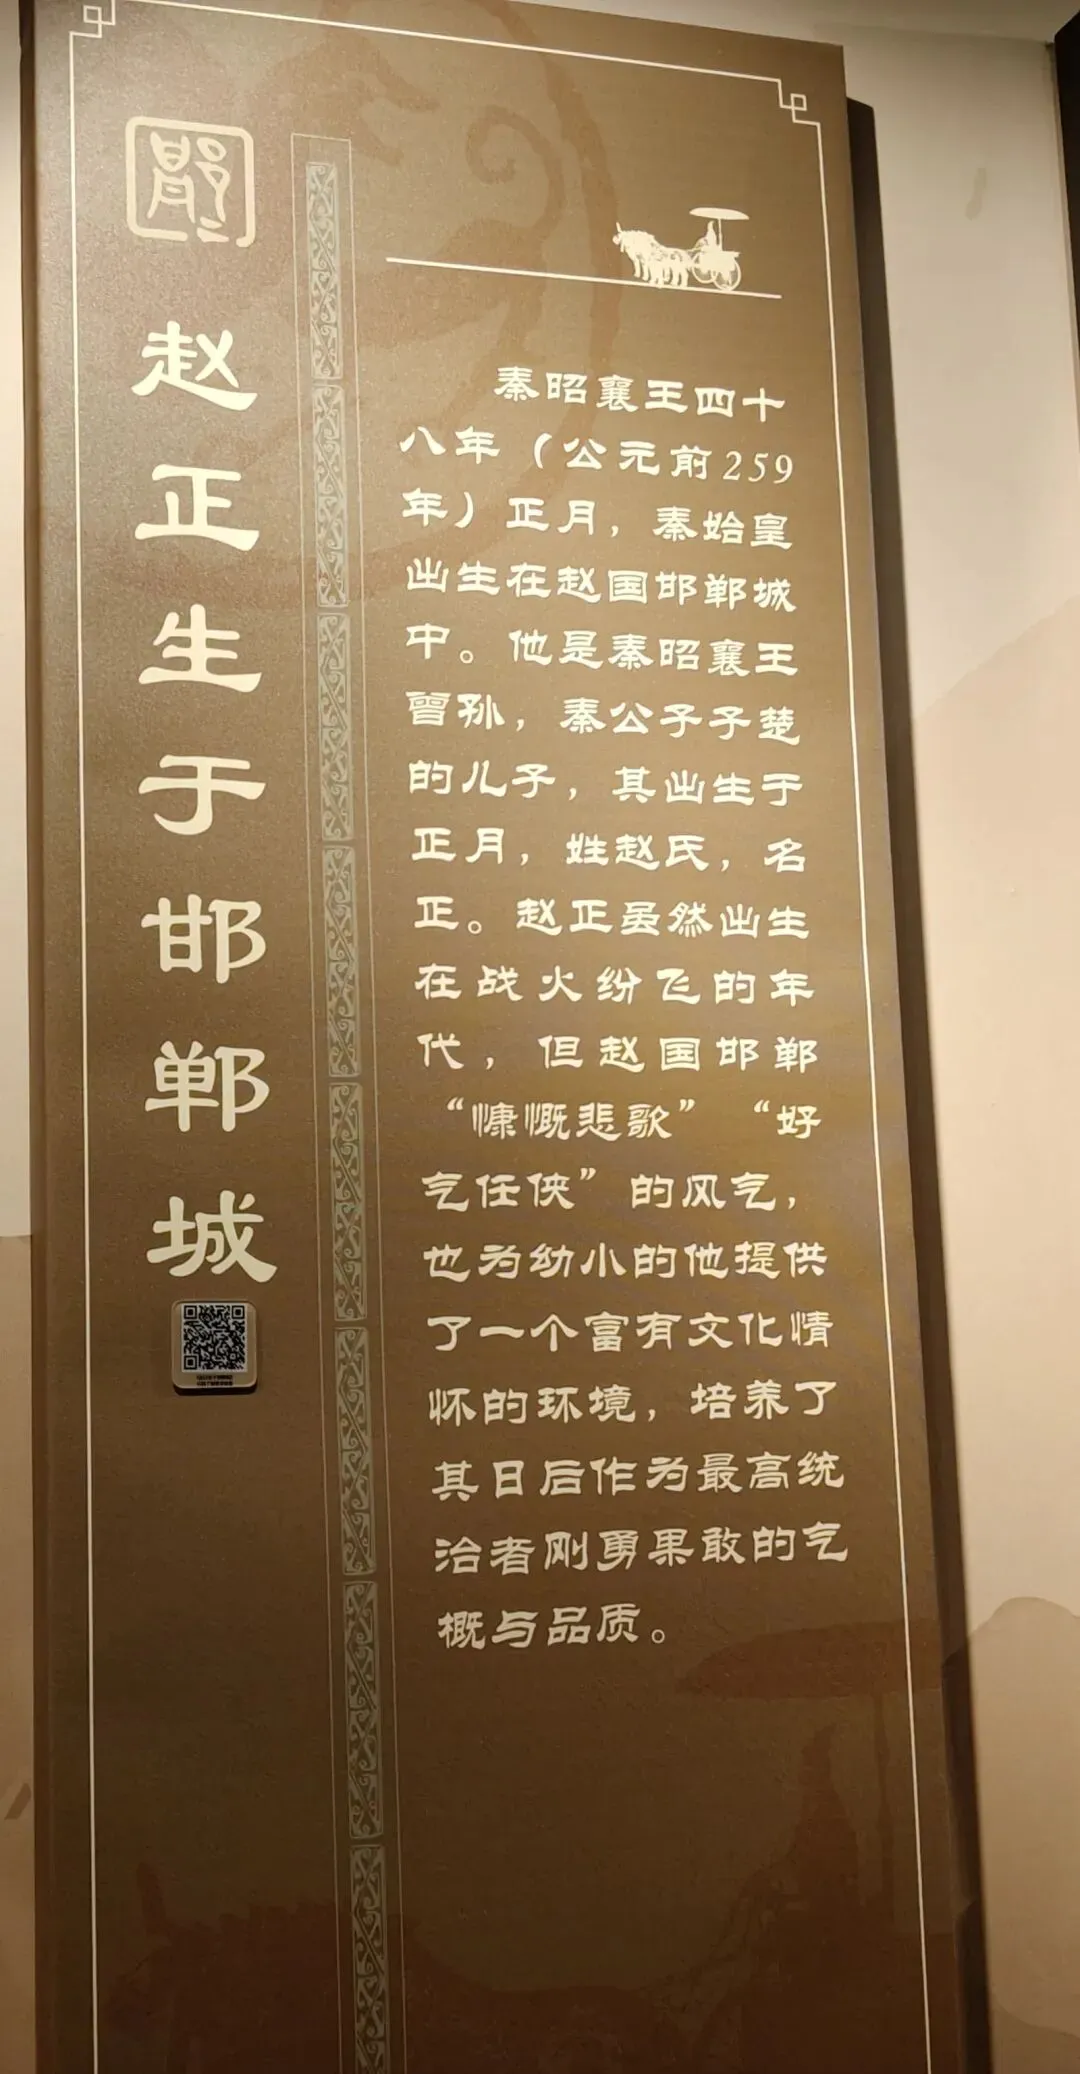 赵正生于邯郸城
秦昭襄王四十
八年（公元前259
年）正月，秦始皇
出生在赵国邯郸城
中。他是秦昭襄王
曾孙，秦公子子楚
的儿子，其出生于
正月，姓赵氏，名
正。赵正虽然出生
在战火纷飞的年
代，但赵国邯郸
“慷慨悲歌”“好
气任侠”的风气，
也为幼小的他提供
了一个富有文化情
怀的环境，培养了
其日后作为最高统
治者刚勇果敢的气
概与品质。